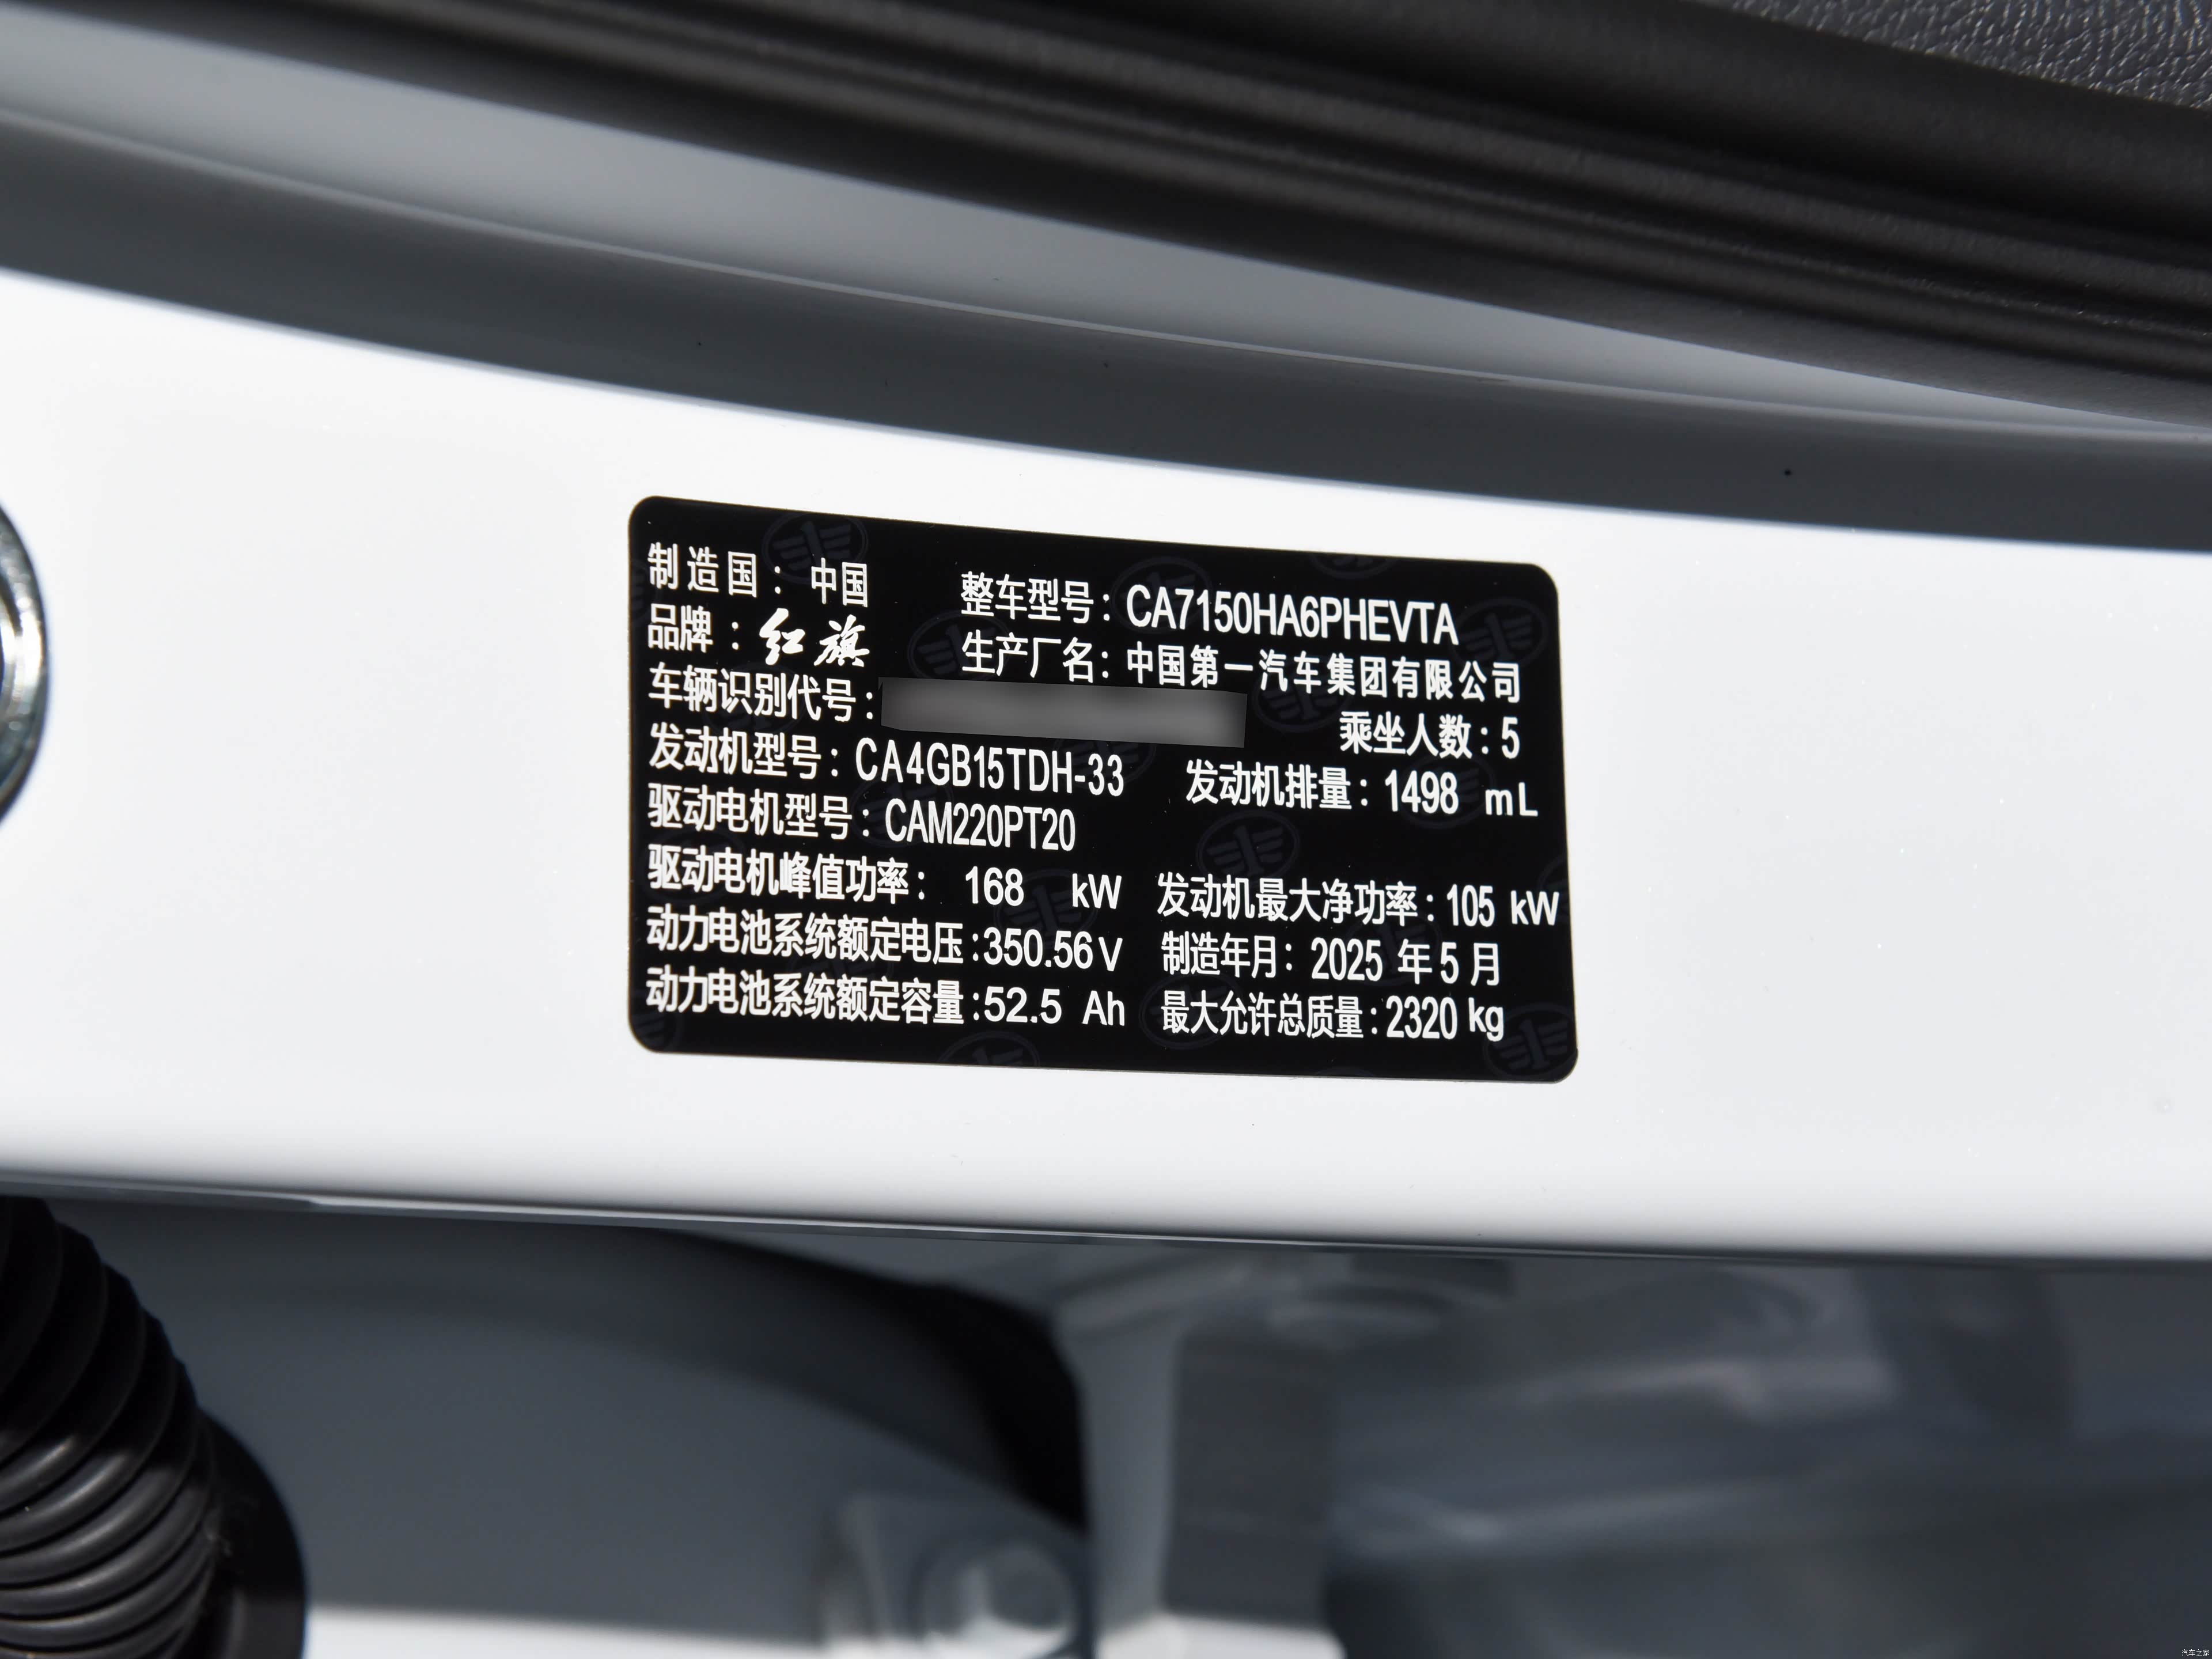 制造国：中国 整车型号：CA7150HA6PHEVTA
品牌：红旗 生产厂名：中国第一汽车集团有限公司
车辆识别代号： 乘坐人数：5
发动机型号：CA4GB15TDH-33 发动机排量：1498 mL
驱动电机型号：CAM220PT20
驱动电机峰值功率： 168 kW 发动机最大净功率：105 kW
动力电池系统额定电压：350.56 V 制造年月：2025 年 5 月
动力电池系统额定容量：52.5 Ah 最大允许总质量：2320 kg
汽车之家